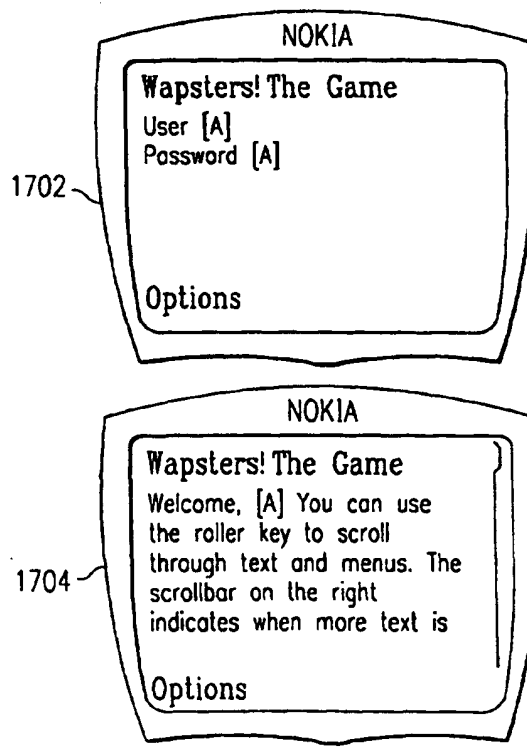 NOKIA
Wapsters! The Game
User [A]
Password [A]
1702
Options
NOKIA
Wapsters! The Game
Welcome, [A] You can use
the roller key to scroll
through text and menus. The
scrollbar on the right
indicates when more text is
1704
Options